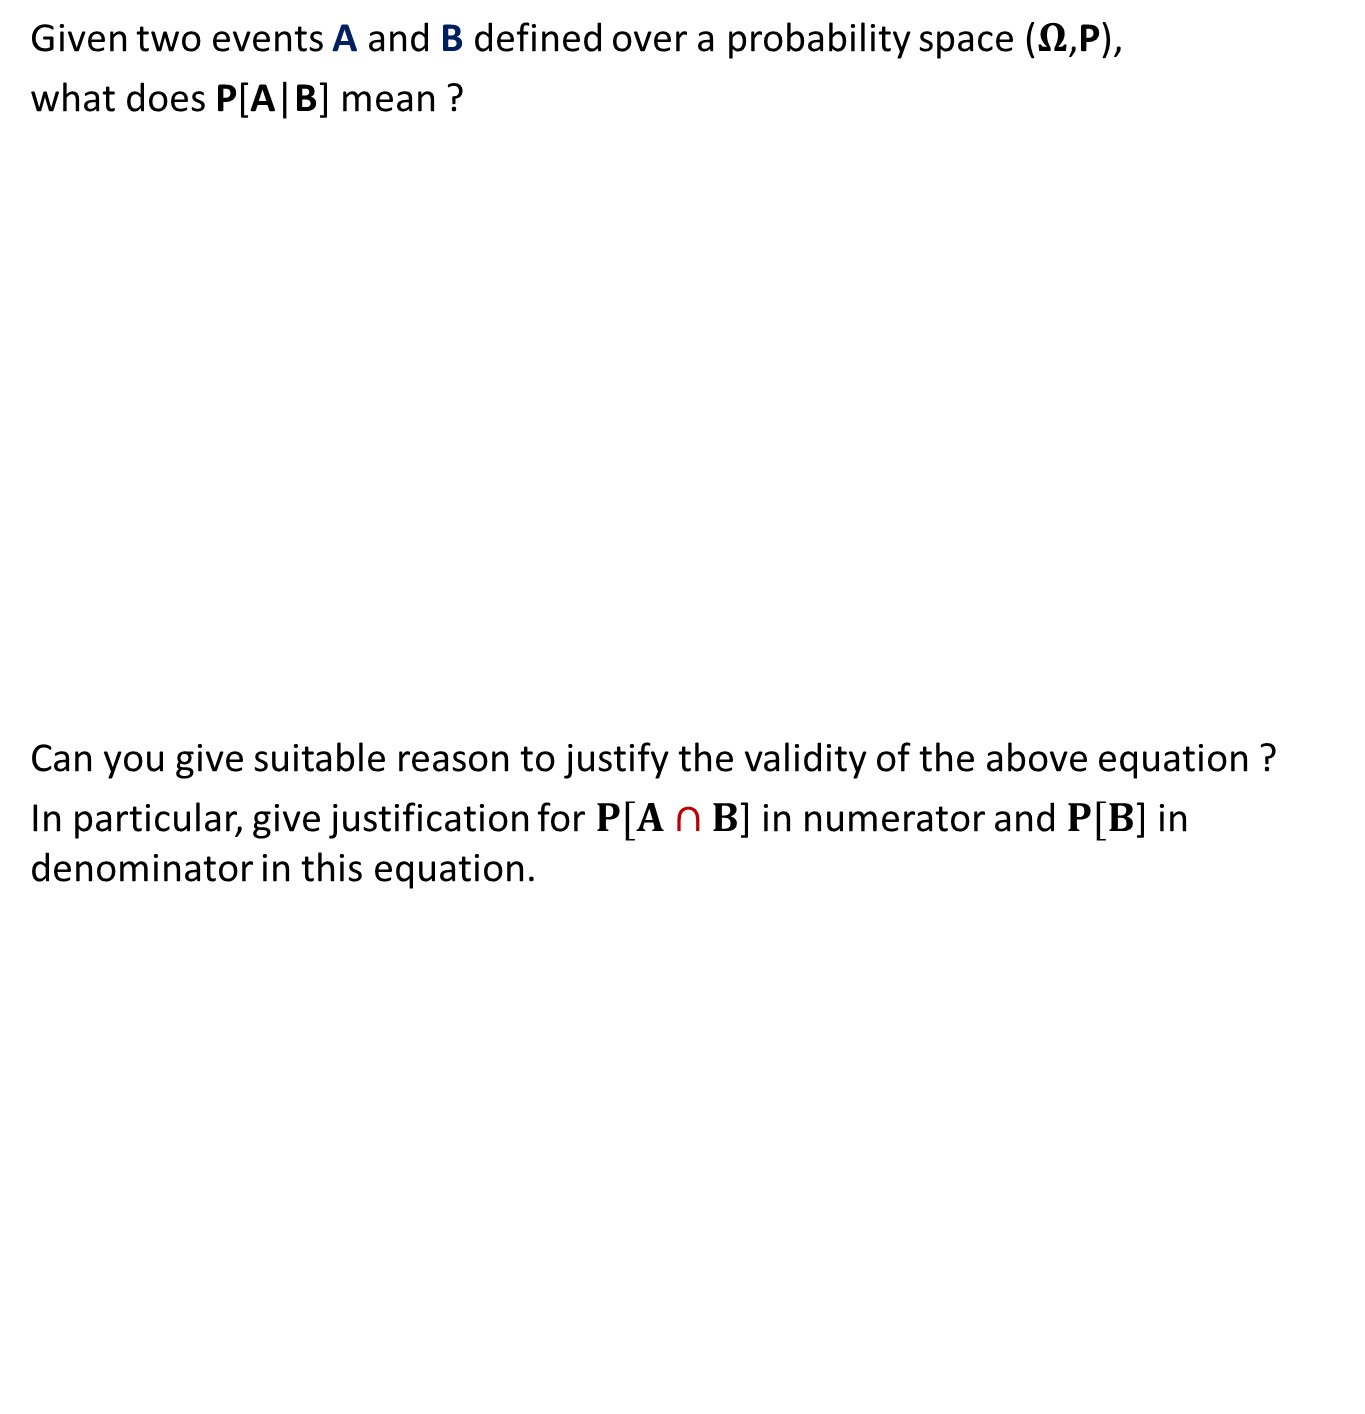 Given two events A and B defined over a probability space (Ω,P),
what does P[A|B] mean ?
Can you give suitable reason to justify the validity of the above equation ?
In particular, give justification for P[A ∩ B] in numerator and P[B] in
denominator in this equation.